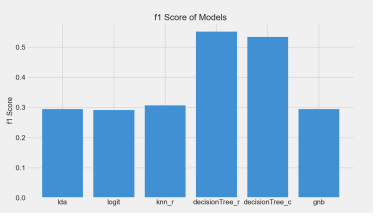 f1 Score of Models
f1 Score
0.5
0.4
0.3
0.2
0.1
0.0
lda logit knn_r decisionTree_r decisionTree_c gnb